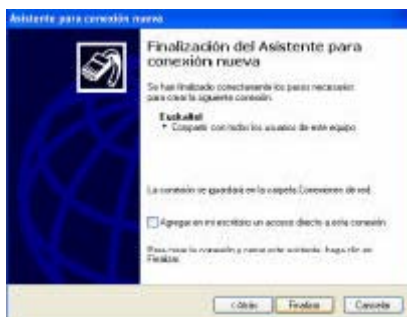 Asistente para conexión nueva
Finalización del Asistente para
conexión nueva
Se han finalizado correctamente los pasos necesarios
para crear la siguiente conexión:
Euskaltel
* Compartir con todos los usuarios de este equipo
La conexión se guardará en la carpeta Conexiones de red.
Agregar en mi escritorio un acceso directo a esta conexión
Para crear la conexión y cerrar este asistente, haga clic en
Finalizar.
< Atrás
Finalizar
Cancelar